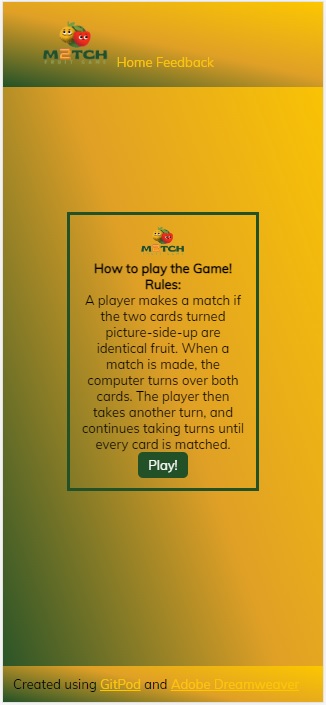 M2TCH
FRUIT GAME
Home Feedback
M2TCH
How to play the Game!
Rules:
A player makes a match if
the two cards turned
picture-side-up are
identical fruit. When a
match is made, the
computer turns over both
cards. The player then
takes another turn, and
continues taking turns until
every card is matched.
Play!
Created using GitPod and Adobe Dreamweaver